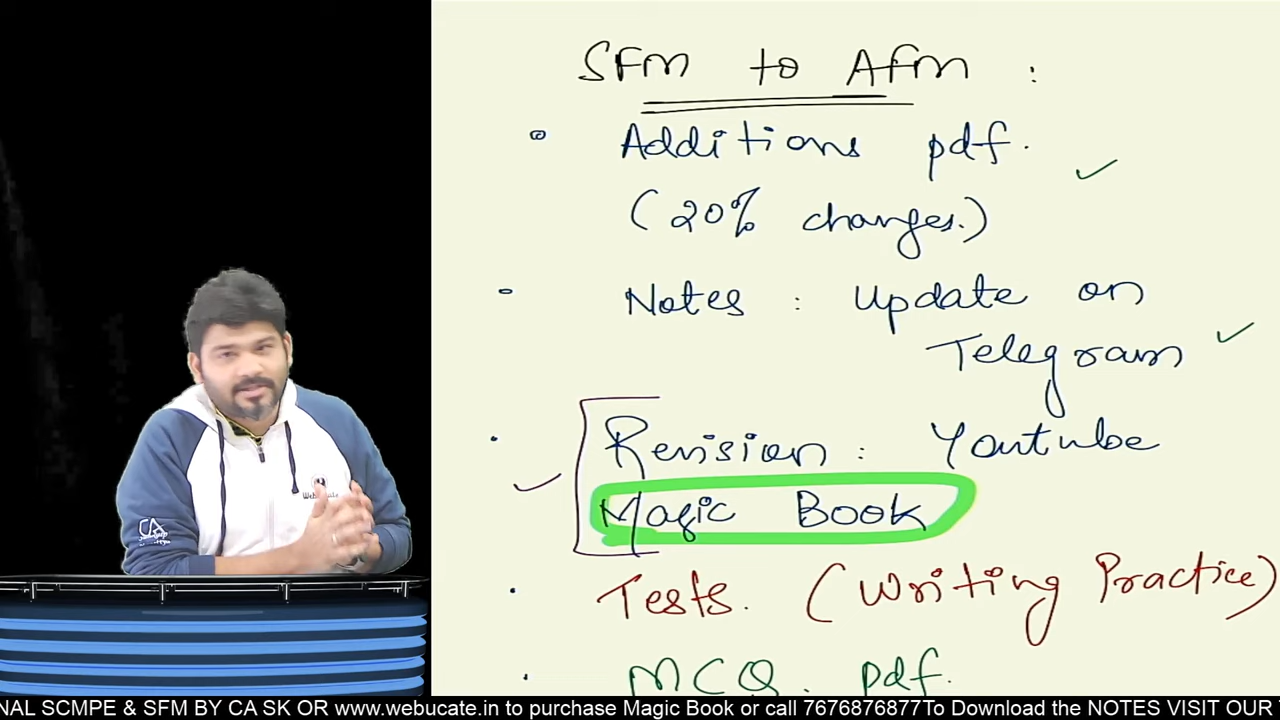 SFM to AFM :
Additions pdf.
(20% changes.)
Notes : Update on
Telegram
Revision : Youtube
Magic Book
Tests. (Writing Practice)
MCQ. pdf.
CA
NAL SCMPE & SFM BY CA SK OR www.webucate.in to purchase Magic Book or call 7676876877To Download the NOTES VISIT OUR